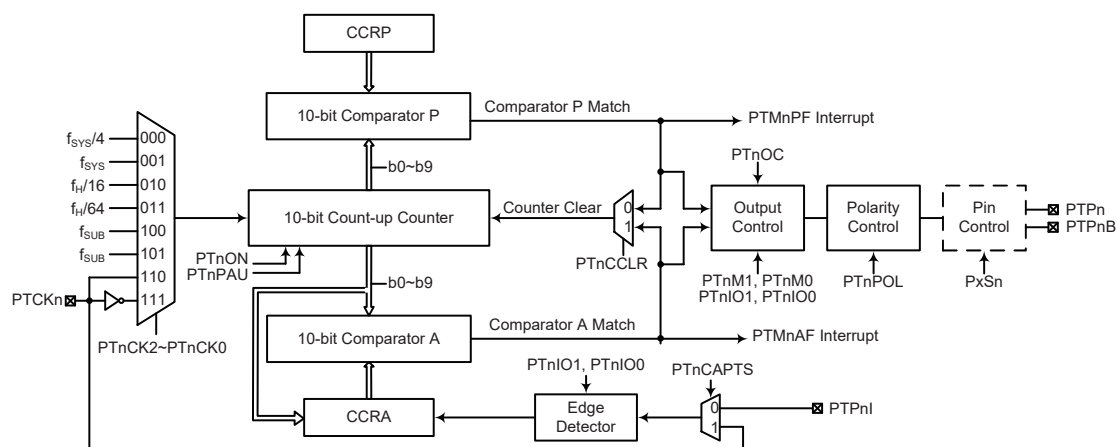 CCRP
10-bit Comparator P
Comparator P Match
PTMnPF Interrupt
fSYS/4
000
fSYS
001
fH/16
010
fH/64
011
fSUB
100
fSUB
101
110
111
PTCKn
PTnCK2~PTnCK0
b0~b9
10-bit Count-up Counter
PTnON
PTnPAU
Counter Clear
0
1
PTnCCLR
PTnOC
Output
Control
PTnM1, PTnM0
PTnIO1, PTnIO0
Polarity
Control
PTnPOL
Pin
Control
PxSn
PTPn
PTPnB
b0~b9
10-bit Comparator A
Comparator A Match
PTMnAF Interrupt
PTnIO1, PTnIO0
PTnCAPTS
CCRA
Edge
Detector
0
1
PTPnI